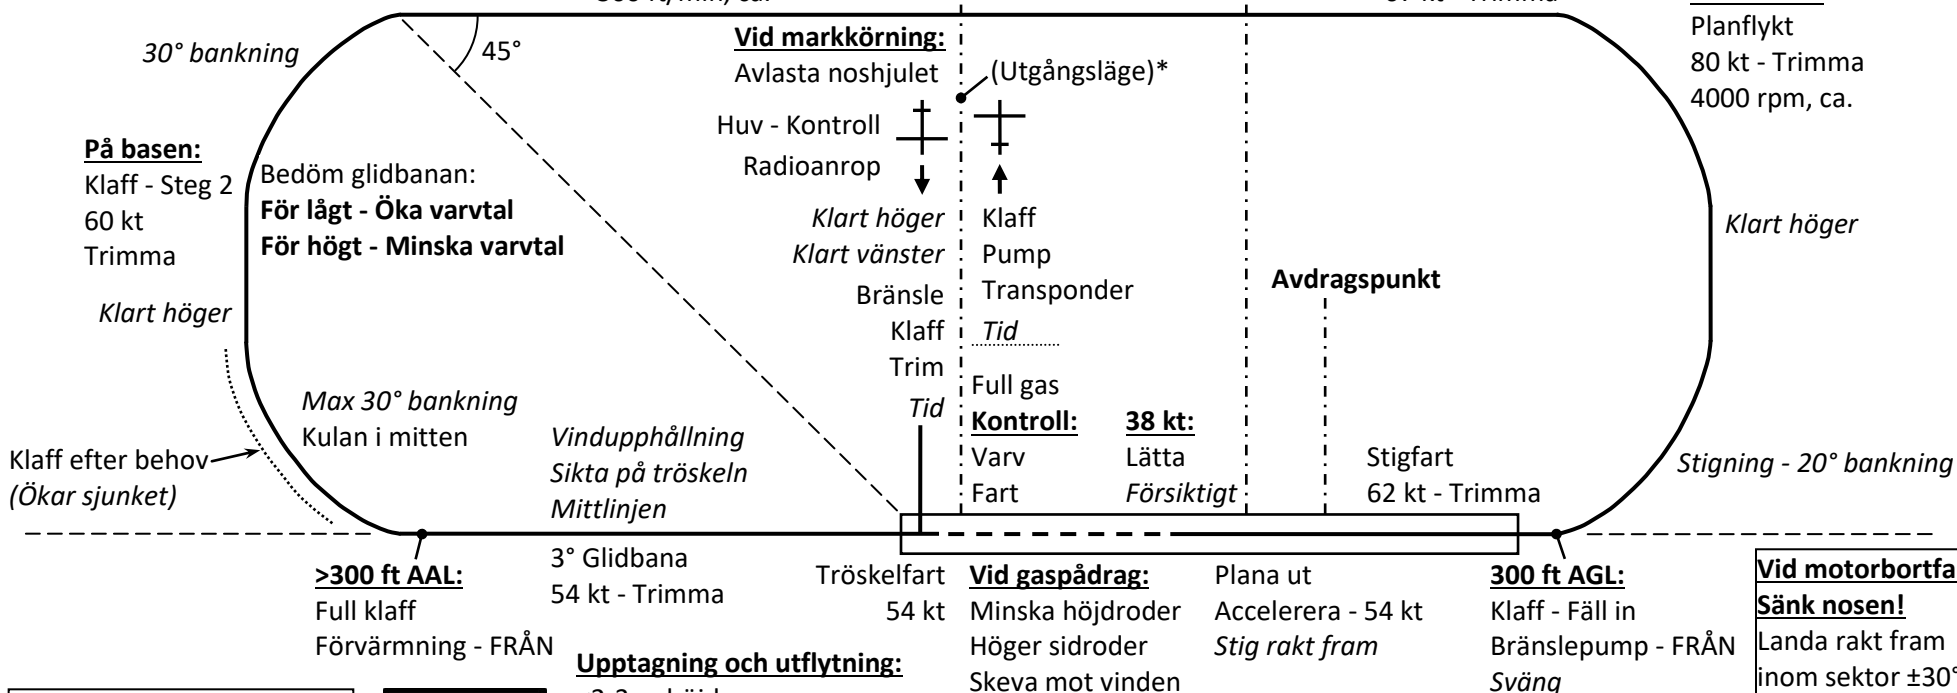 30° bankning
45°
Vid markkörning:
Avlasta noshjulet
(Utgångsläge)*
Huv - Kontroll
Radioanrop
Planflykt
80 kt - Trimma
4000 rpm, ca.
På basen:
Klaff - Steg 2
60 kt
Trimma
Klart höger
Bedöm glidbanan:
För lågt - Öka varvtal
För högt - Minska varvtal
Klart höger
Klart vänster
Bränsle
Klaff
Trim
Tid
Klaff
Pump
Transponder
Tid
Full gas
Kontroll:
Varv
Fart
38 kt:
Lätta
Försiktigt
Avdragspunkt
Klart höger
Stigfart
62 kt - Trimma
Stigning - 20° bankning
Max 30° bankning
Kulan i mitten
Klaff efter behov
(Ökar sjunket)
Vindupphållning
Sikta på tröskeln
Mittlinjen
>300 ft AAL:
Full klaff
Förvärmning - FRÅN
3° Glidbana
54 kt - Trimma
Tröskelfart
54 kt
Vid gaspådrag:
Minska höjdroder
Höger sidroder
Skeva mot vinden
Plana ut
Accelerera - 54 kt
Stig rakt fram
300 ft AGL:
Klaff - Fäll in
Bränslepump - FRÅN
Sväng
Vid motorbortfa
Sänk nosen!
Landa rakt fram
inom sektor ±30°
Upptagning och utflytning: